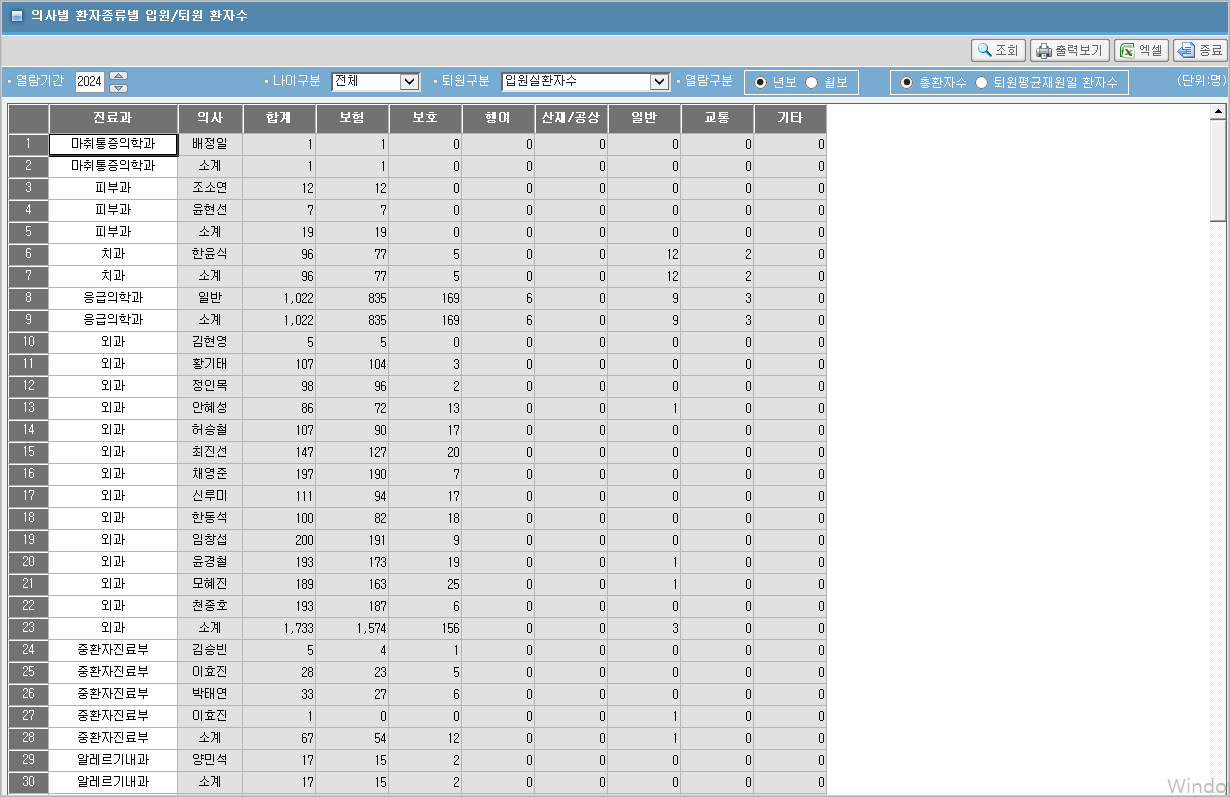 의사별 환자종류별 입원/퇴원 환자수
조회 출력보기 엑셀 종료
열람기간 2024 나이구분 전체 퇴원구분 입원실환자수 열람구분 년보 월보 총환자수 퇴원평균재원일 환자수 (단위:명)
진료과 의사 합계 보험 보호 행여 산재/공상 일반 교통 기타
1 마취통증의학과 배정일 1 1 0 0 0 0 0 0
2 마취통증의학과 소계 1 1 0 0 0 0 0 0
3 피부과 조소연 12 12 0 0 0 0 0 0
4 피부과 윤현선 7 7 0 0 0 0 0 0
5 피부과 소계 19 19 0 0 0 0 0 0
6 치과 한윤식 96 77 5 0 0 12 2 0
7 치과 소계 96 77 5 0 0 12 2 0
8 응급의학과 일반 1,022 835 169 6 0 9 3 0
9 응급의학과 소계 1,022 835 169 6 0 9 3 0
10 외과 김현영 5 5 0 0 0 0 0 0
11 외과 황기태 107 104 3 0 0 0 0 0
12 외과 정인목 98 96 2 0 0 0 0 0
13 외과 안혜성 86 72 13 0 0 1 0 0
14 외과 허승철 107 90 17 0 0 0 0 0
15 외과 최진선 147 127 20 0 0 0 0 0
16 외과 채영준 197 190 7 0 0 0 0 0
17 외과 신루미 111 94 17 0 0 0 0 0
18 외과 한동석 100 82 18 0 0 0 0 0
19 외과 임창섭 200 191 9 0 0 0 0 0
20 외과 윤경철 193 173 19 0 0 1 0 0
21 외과 모혜진 189 163 25 0 0 1 0 0
22 외과 천종호 193 187 6 0 0 0 0 0
23 외과 소계 1,733 1,574 156 0 0 3 0 0
24 중환자진료부 김승빈 5 4 1 0 0 0 0 0
25 중환자진료부 이효진 28 23 5 0 0 0 0 0
26 중환자진료부 박태연 33 27 6 0 0 0 0 0
27 중환자진료부 이효진 1 0 0 0 0 1 0 0
28 중환자진료부 소계 67 54 12 0 0 1 0 0
29 알레르기내과 양민석 17 15 2 0 0 0 0 0
30 알레르기내과 소계 17 15 2 0 0 0 0 0
Windo